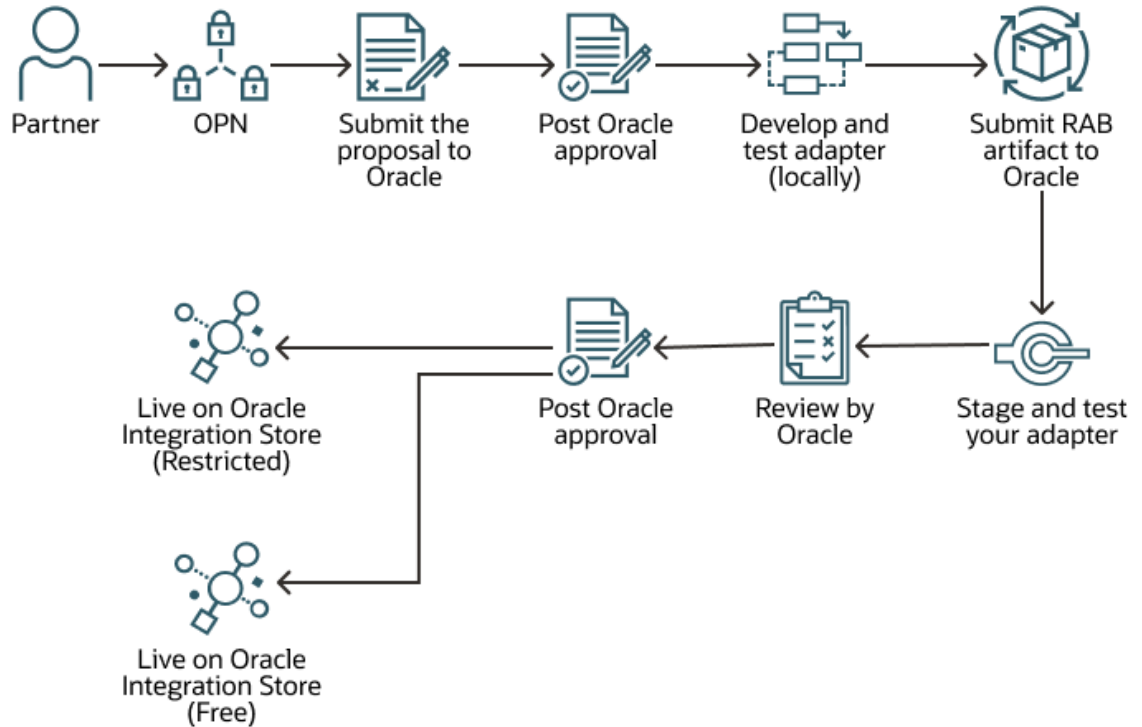 Partner
OPN
Submit the
proposal to
Oracle
Post Oracle
approval
Develop and
test adapter
(locally)
Submit RAB
artifact to
Oracle
Live on Oracle
Integration Store
(Restricted)
Post Oracle
approval
Review by
Oracle
Stage and test
your adapter
Live on Oracle
Integration Store
(Free)